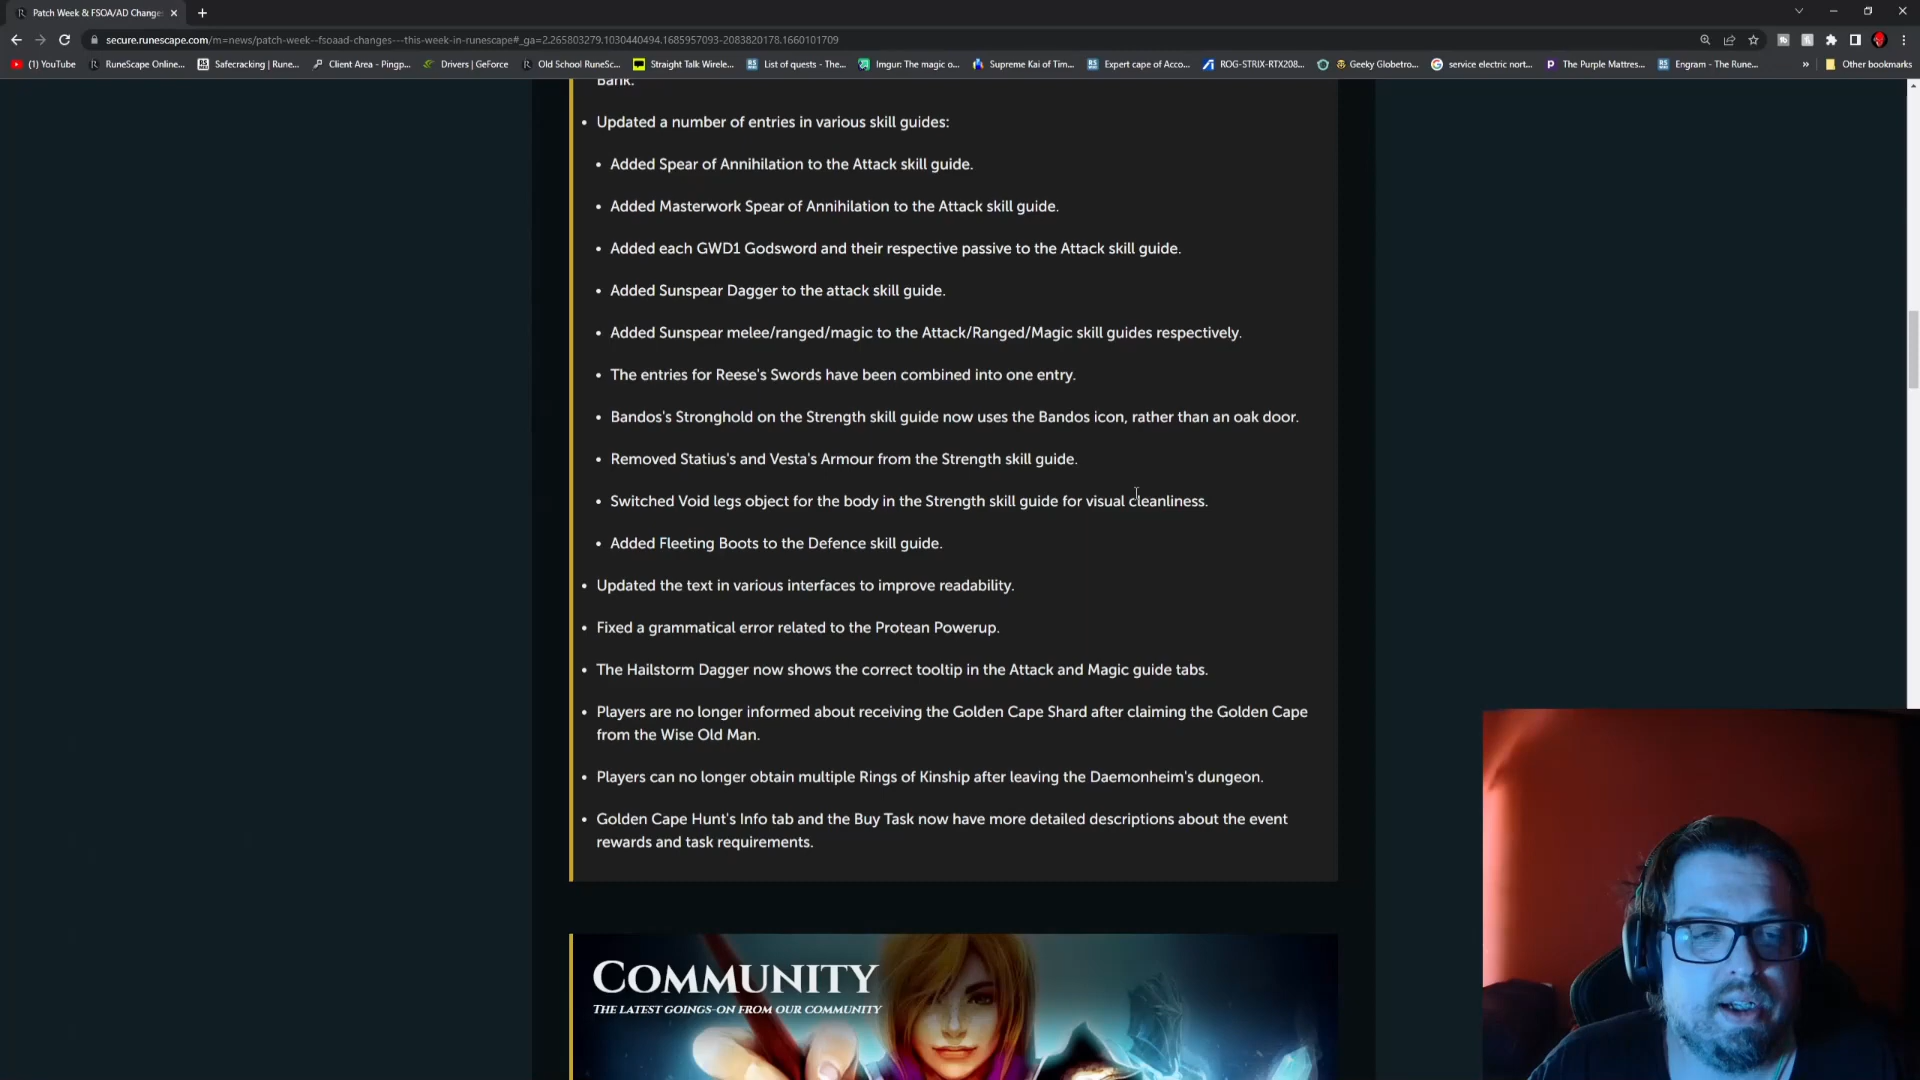 Patch Week & FSOA/AD Change
secure.runescape.com/m=news/patch-week--fsoaad-changes---this-week-in-runescape#_ga=2.265803279.1030440494.1685957093-2083820178.1660101709
(1) YouTube
RuneScape Online...
Safecracking | Rune...
Client Area - Pingp...
Drivers | GeForce
Old School RuneSc...
Straight Talk Wirele...
List of quests - The...
Imgur: The magic o...
Supreme Kai of Tim...
Expert cape of Acco...
ROG-STRIX-RTX208...
Geeky Globetro...
service electric nort...
The Purple Mattres...
Engram - The Rune...
»
Other bookmarks
Bank.
• Updated a number of entries in various skill guides:
• Added Spear of Annihilation to the Attack skill guide.
• Added Masterwork Spear of Annihilation to the Attack skill guide.
• Added each GWD1 Godsword and their respective passive to the Attack skill guide.
• Added Sunspear Dagger to the attack skill guide.
• Added Sunspear melee/ranged/magic to the Attack/Ranged/Magic skill guides respectively.
• The entries for Reese's Swords have been combined into one entry.
• Bandos's Stronghold on the Strength skill guide now uses the Bandos icon, rather than an oak door.
• Removed Statius's and Vesta's Armour from the Strength skill guide.
• Switched Void legs object for the body in the Strength skill guide for visual cleanliness.
• Added Fleeting Boots to the Defence skill guide.
• Updated the text in various interfaces to improve readability.
• Fixed a grammatical error related to the Protean Powerup.
• The Hailstorm Dagger now shows the correct tooltip in the Attack and Magic guide tabs.
• Players are no longer informed about receiving the Golden Cape Shard after claiming the Golden Cape
from the Wise Old Man.
• Players can no longer obtain multiple Rings of Kinship after leaving the Daemonheim's dungeon.
• Golden Cape Hunt's Info tab and the Buy Task now have more detailed descriptions about the event
rewards and task requirements.
COMMUNITY
THE LATEST GOINGS-ON FROM OUR COMMUNITY